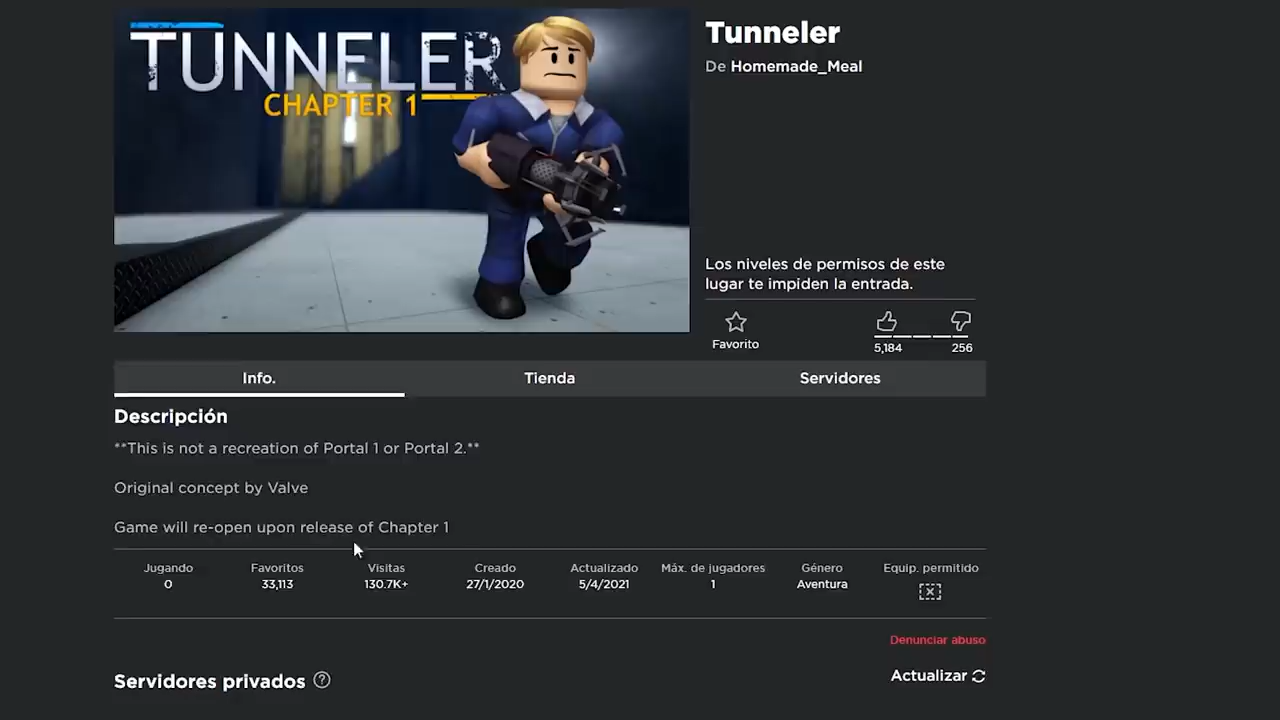 TUNNELER
CHAPTER 1
Tunneler
De Homemade_Meal
Los niveles de permisos de este
lugar te impiden la entrada.
Favorito
5,184
256
Info.
Tienda
Servidores
Descripción
**This is not a recreation of Portal 1 or Portal 2.**
Original concept by Valve
Game will re-open upon release of Chapter 1
Jugando
0
Favoritos
33,113
Visitas
130.7K+
Creado
27/1/2020
Actualizado
5/4/2021
Máx. de jugadores
1
Género
Aventura
Equip. permitido
Denunciar abuso
Servidores privados
Actualizar